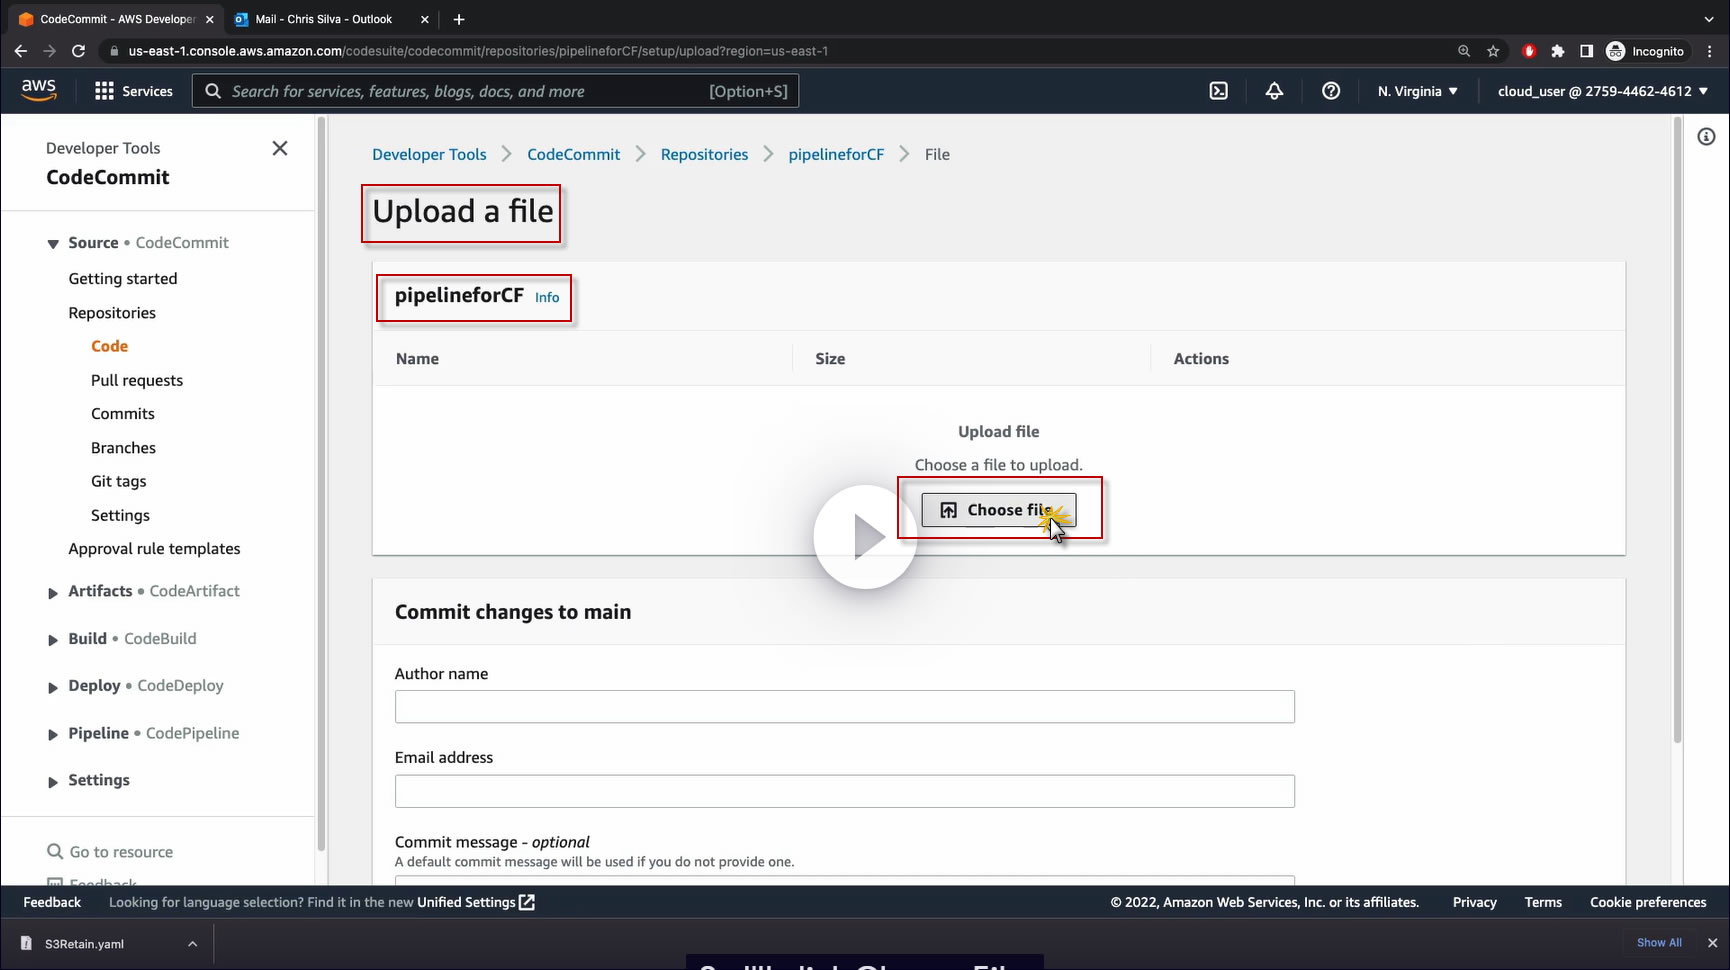 CodeCommit - AWS Developer
Mail - Chris Silva - Outlook
us-east-1.console.aws.amazon.com/codesuite/codecommit/repositories/pipelineforCF/setup/upload?region=us-east-1
Incognito
aws
Services
Search for services, features, blogs, docs, and more
[Option+S]
N. Virginia
cloud_user @ 2759-4462-4612
Developer Tools
CodeCommit
Source • CodeCommit
Getting started
Repositories
Code
Pull requests
Commits
Branches
Git tags
Settings
Approval rule templates
Artifacts • CodeArtifact
Build • CodeBuild
Deploy • CodeDeploy
Pipeline • CodePipeline
Settings
Go to resource
Feedback
Developer Tools
CodeCommit
Repositories
pipelineforCF
File
Upload a file
pipelineforCF Info
Name
Size
Actions
Upload file
Choose a file to upload.
Choose file
Commit changes to main
Author name
Email address
Commit message - optional
A default commit message will be used if you do not provide one.
Feedback
Looking for language selection? Find it in the new Unified Settings
© 2022, Amazon Web Services, Inc. or its affiliates.
Privacy
Terms
Cookie preferences
S3Retain.yaml
Show All